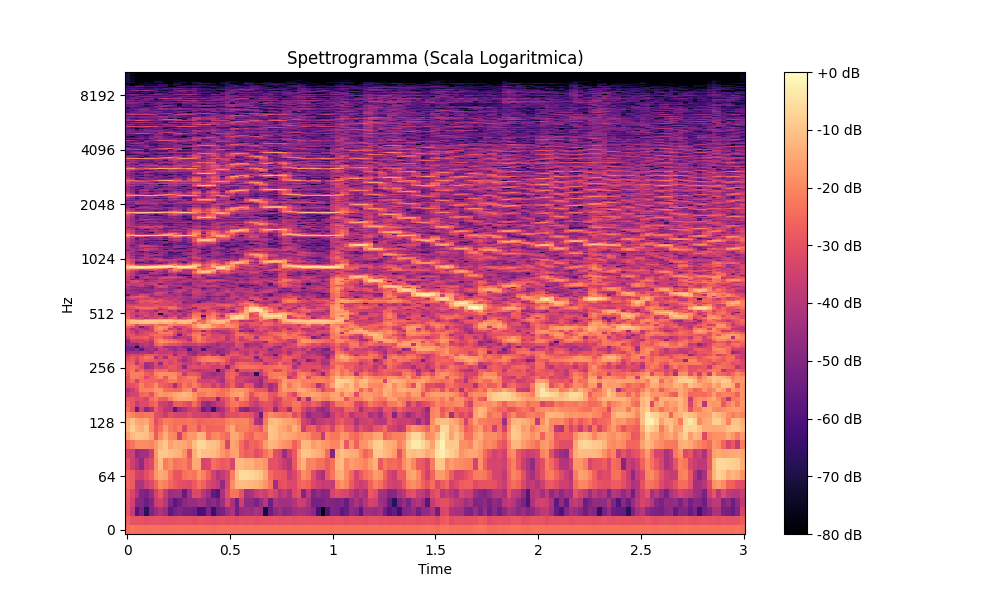 Spettrogramma (Scala Logaritmica)
8192
4096
2048
1024
512
256
128
64
0
Hz
0
0.5
1
1.5
2
2.5
3
Time
+0 dB
-10 dB
-20 dB
-30 dB
-40 dB
-50 dB
-60 dB
-70 dB
-80 dB